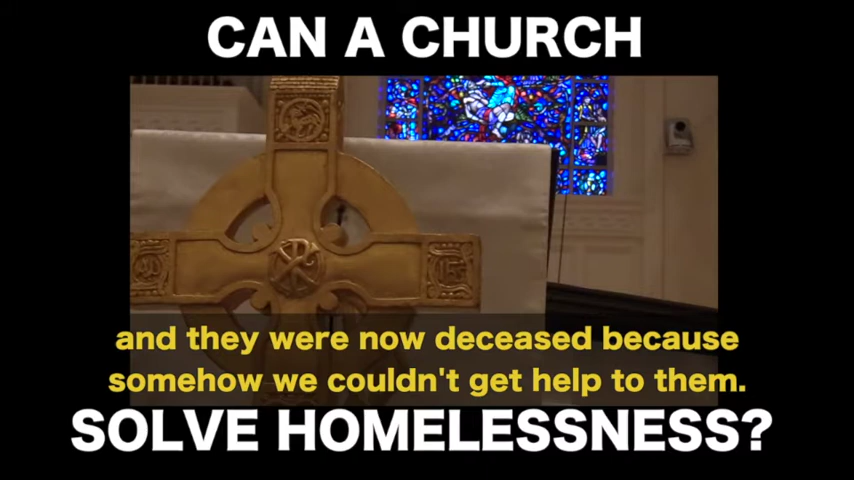 CAN A CHURCH
and they were now deceased because
somehow we couldn't get help to them.
SOLVE HOMELESSNESS?